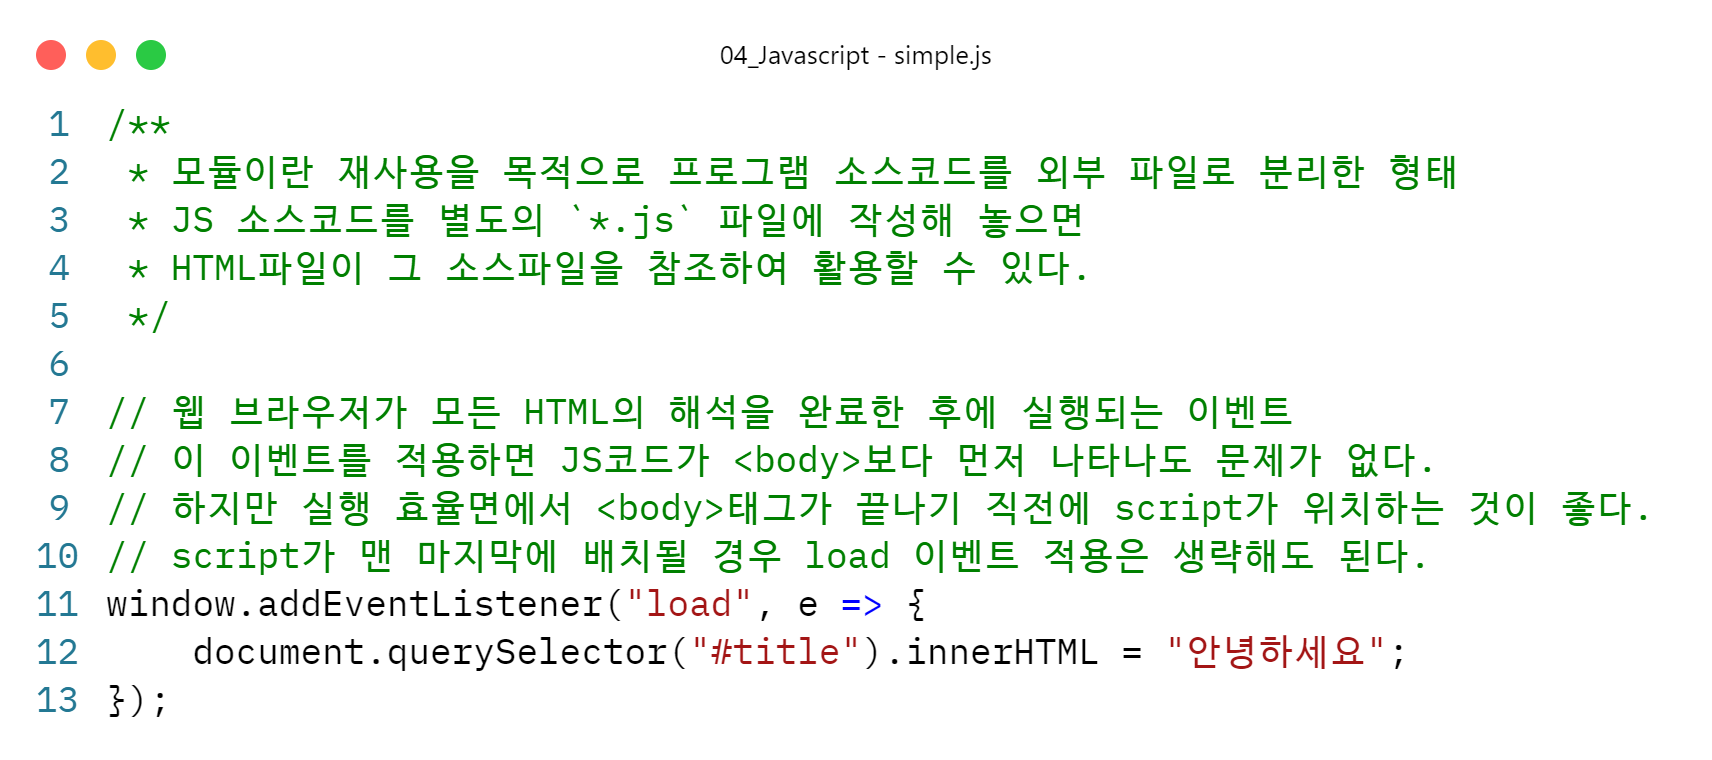 04_Javascript - simple.js
1 /**
2  * 모듈이란 재사용을 목적으로 프로그램 소스코드를 외부 파일로 분리한 형태
3  * JS 소스코드를 별도의 `*.js` 파일에 작성해 놓으면
4  * HTML파일이 그 소스파일을 참조하여 활용할 수 있다.
5  */
6
7 // 웹 브라우저가 모든 HTML의 해석을 완료한 후에 실행되는 이벤트
8 // 이 이벤트를 적용하면 JS코드가 <body>보다 먼저 나타나도 문제가 없다.
9 // 하지만 실행 효율면에서 <body>태그가 끝나기 직전에 script가 위치하는 것이 좋다.
10 // script가 맨 마지막에 배치될 경우 load 이벤트 적용은 생략해도 된다.
11 window.addEventListener("load", e => {
12     document.querySelector("#title").innerHTML = "안녕하세요";
13 });